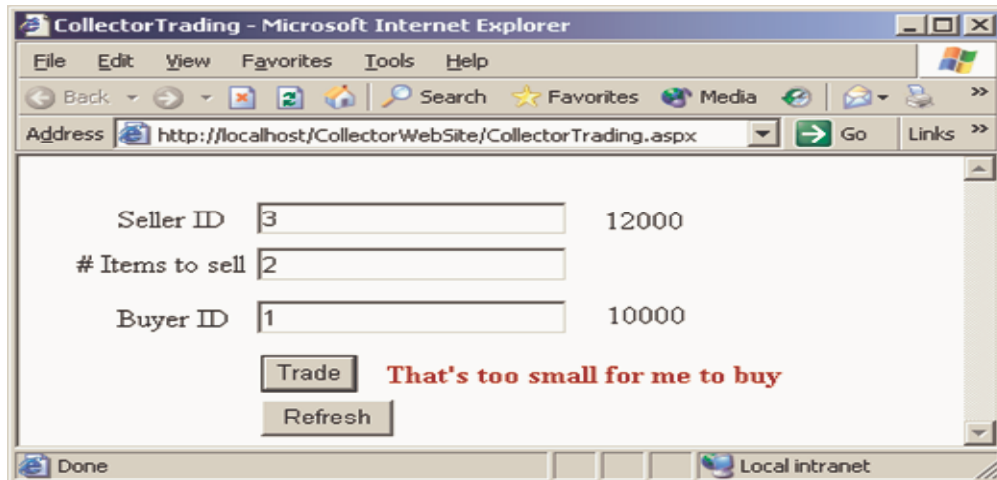 CollectorTrading - Microsoft Internet Explorer
File Edit View Favorites Tools Help
Back Search Favorites Media »
Address http://localhost/CollectorWebSite/CollectorTrading.aspx Go Links »
Seller ID 3 12000
# Items to sell 2
Buyer ID 1 10000
Trade That's too small for me to buy
Refresh
Done Local intranet